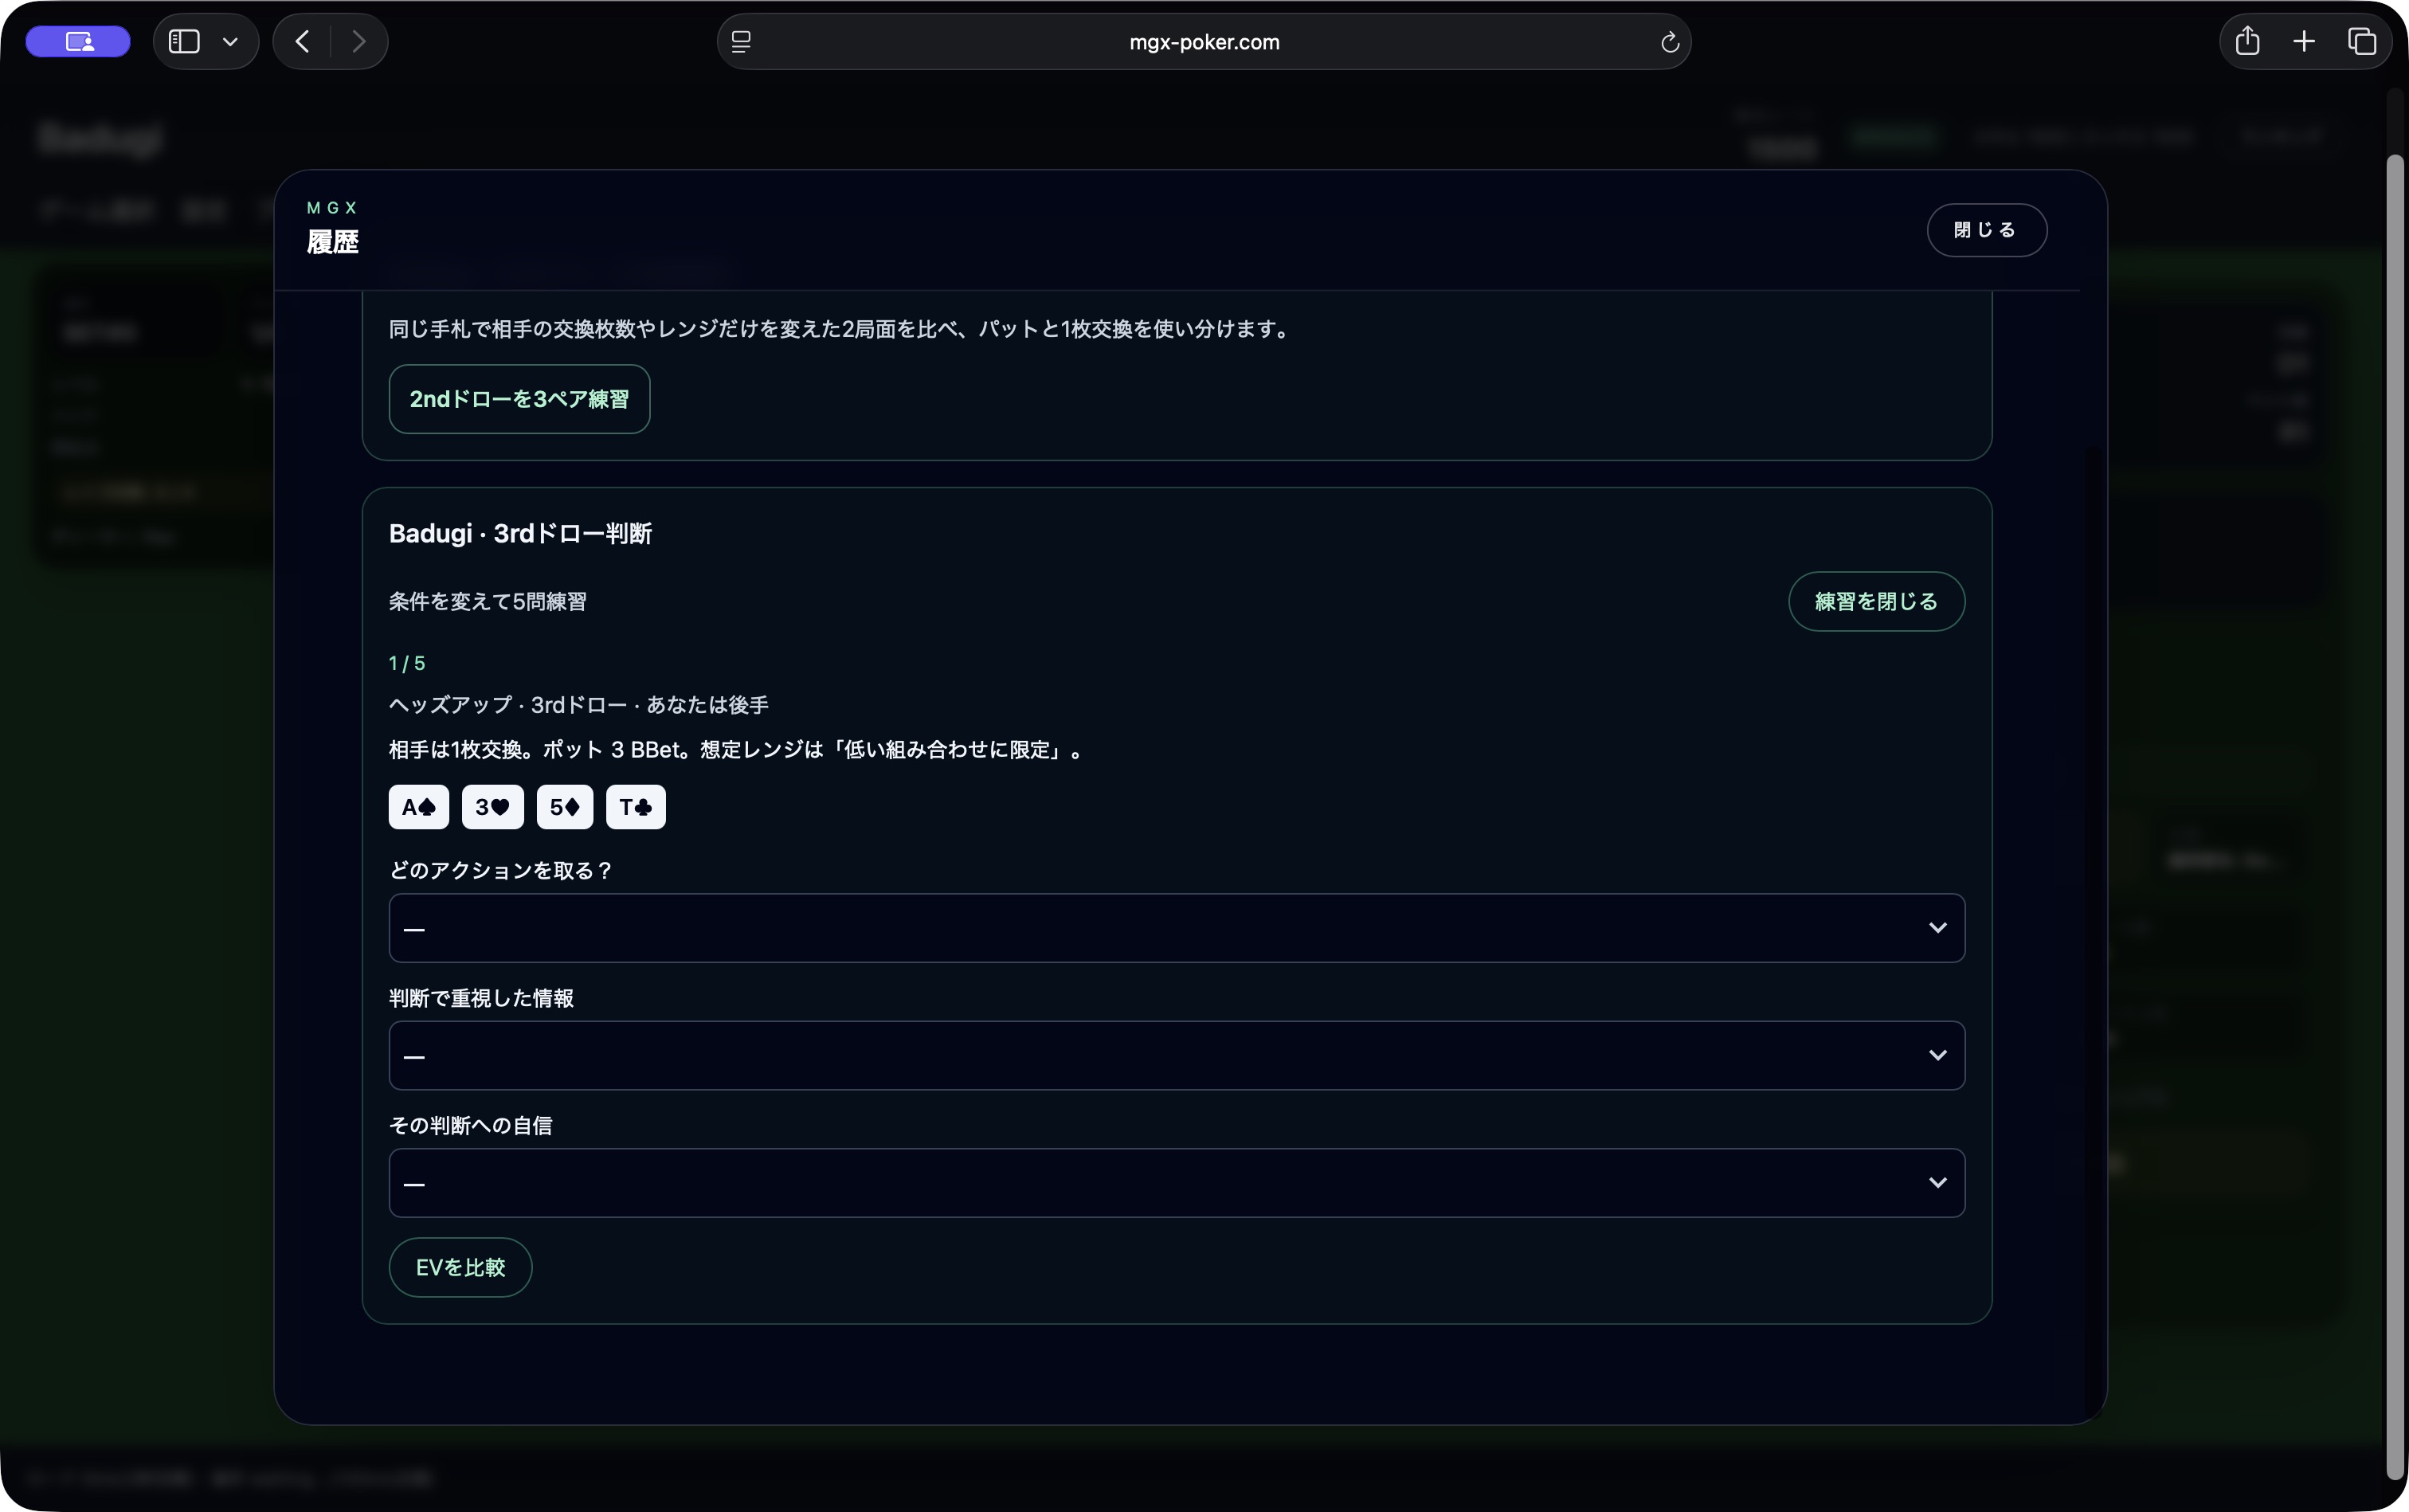 mgx-poker.com
Badugi
MGX
履歴
閉じる
同じ手札で相手の交換枚数やレンジだけを変えた2局面を比べ、パットと1枚交換を使い分けます。
2ndドローを3ペア練習
Badugi · 3rdドロー判断
条件を変えて5問練習
練習を閉じる
1 / 5
ヘッズアップ · 3rdドロー · あなたは後手
相手は1枚交換。ポット 3 BBet。想定レンジは「低い組み合わせに限定」。
A♠ 3♥ 5♦ T♣
どのアクションを取る？
—
判断で重視した情報
—
その判断への自信
—
EVを比較